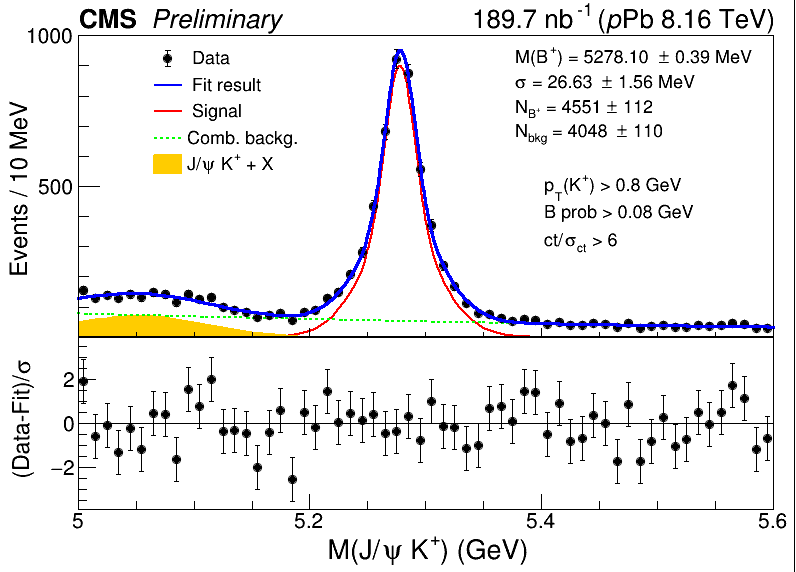 CMS Preliminary 189.7 nb⁻¹ (pPb 8.16 TeV)
1000
500
Events / 10 MeV
Data
Fit result
Signal
Comb. backg.
J/ψ K⁺ + X
M(B⁺) = 5278.10 ± 0.39 MeV
σ = 26.63 ± 1.56 MeV
N_B⁺ = 4551 ± 112
N_bkg = 4048 ± 110
p_T(K⁺) > 0.8 GeV
B prob > 0.08 GeV
ct/σ_ct > 6
(Data-Fit)/σ
2
0
−2
5 5.2 5.4 5.6
M(J/ψ K⁺) (GeV)